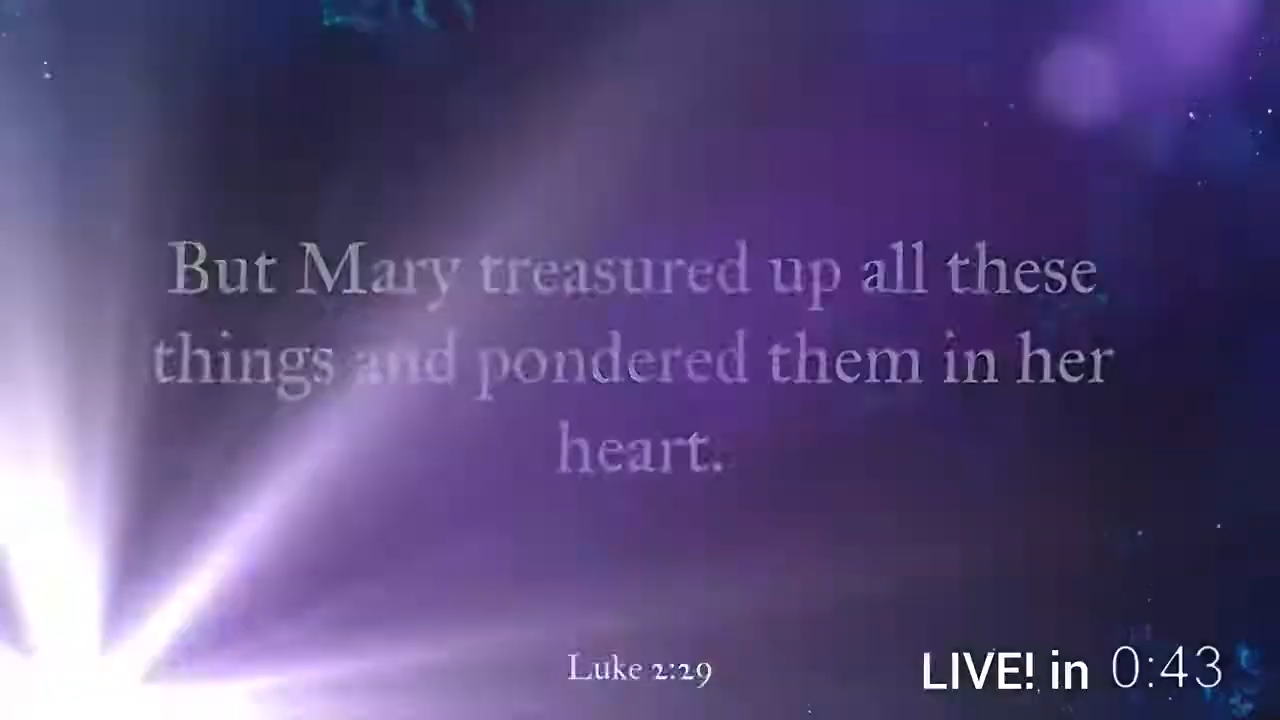 But Mary treasured up all these
things and pondered them in her
heart.
Luke 2:29
LIVE! in 0:43